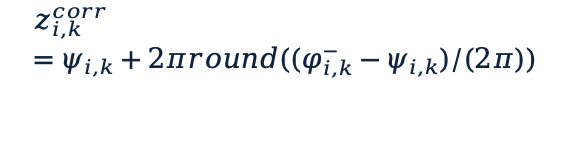 z_{i,k}^{corr}
= ψ_{i,k} + 2πround((φ_{i,k}^{−} − ψ_{i,k})/(2π))